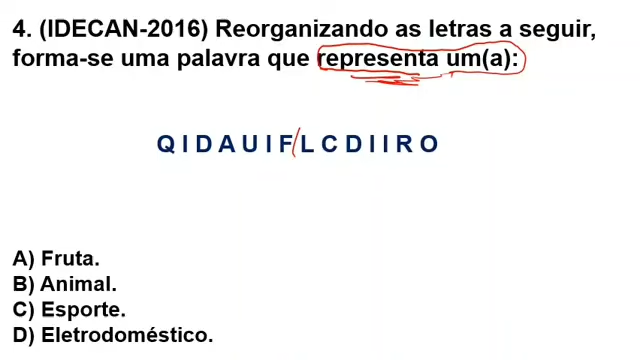 4. (IDECAN-2016) Reorganizando as letras a seguir,
forma-se uma palavra que representa um(a):
Q I D A U I F L C D I I R O
A) Fruta.
B) Animal.
C) Esporte.
D) Eletrodoméstico.